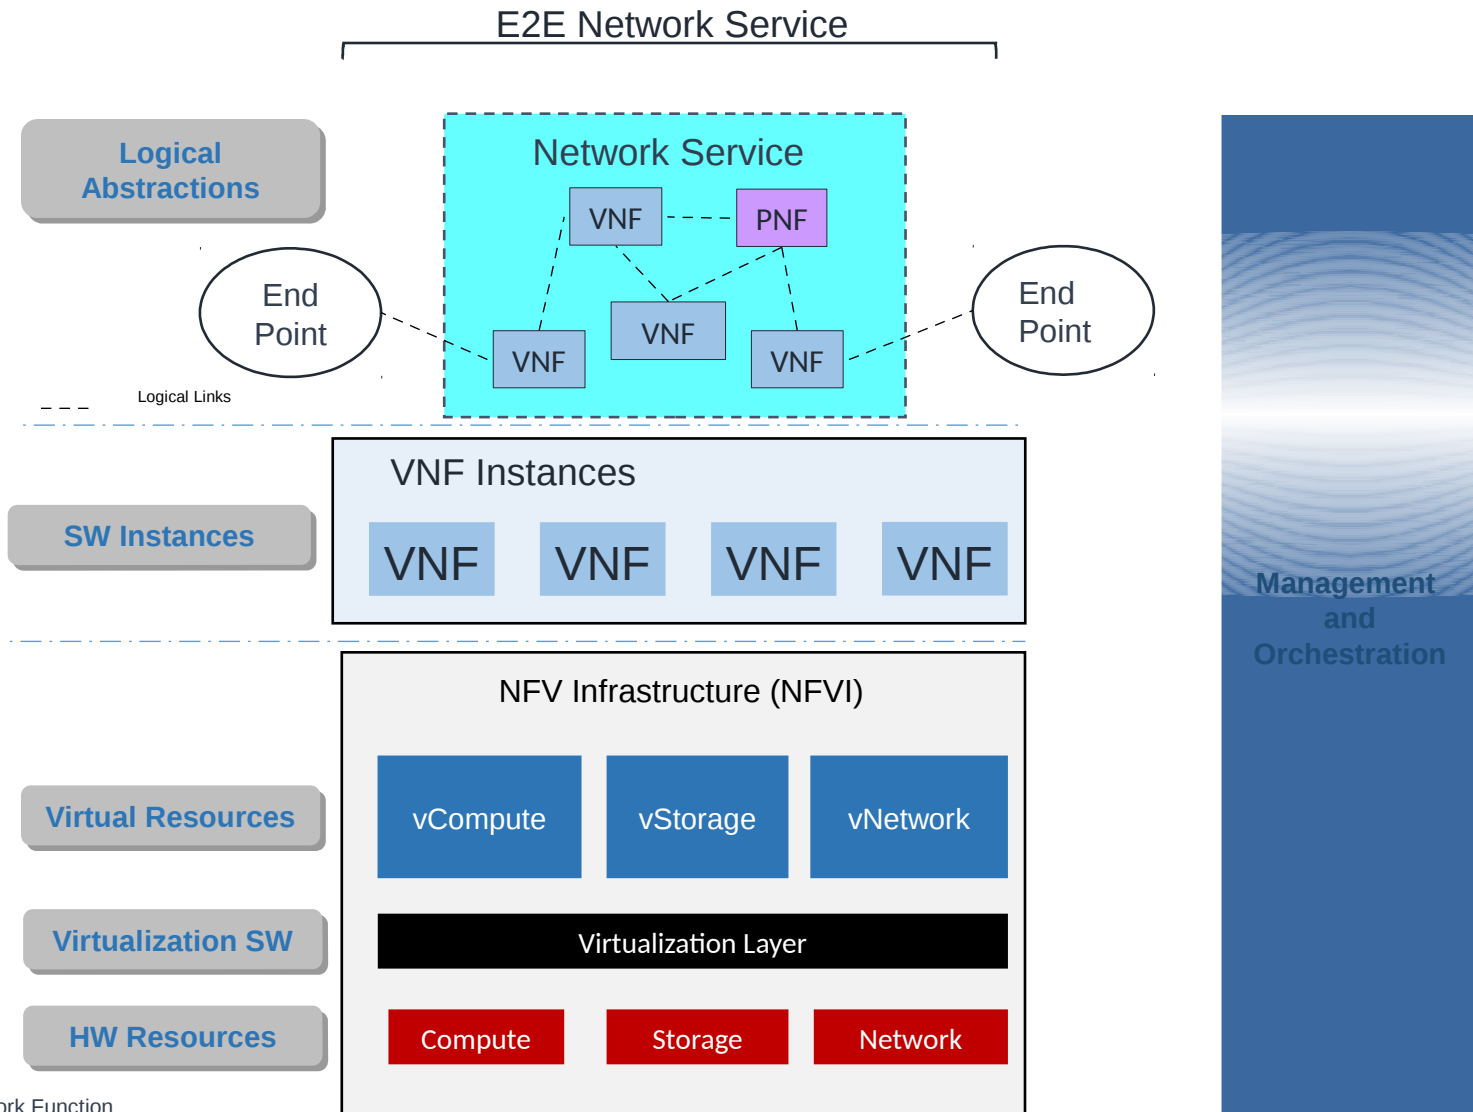 E2E Network Service
Logical
Abstractions
Network Service
VNF
PNF
End
Point
End
Point
VNF
VNF
VNF
Logical Links
VNF Instances
SW Instances
VNF
VNF
VNF
VNF
Management
and
Orchestration
NFV Infrastructure (NFVI)
Virtual Resources
vCompute
vStorage
vNetwork
Virtualization SW
Virtualization Layer
HW Resources
Compute
Storage
Network
Function